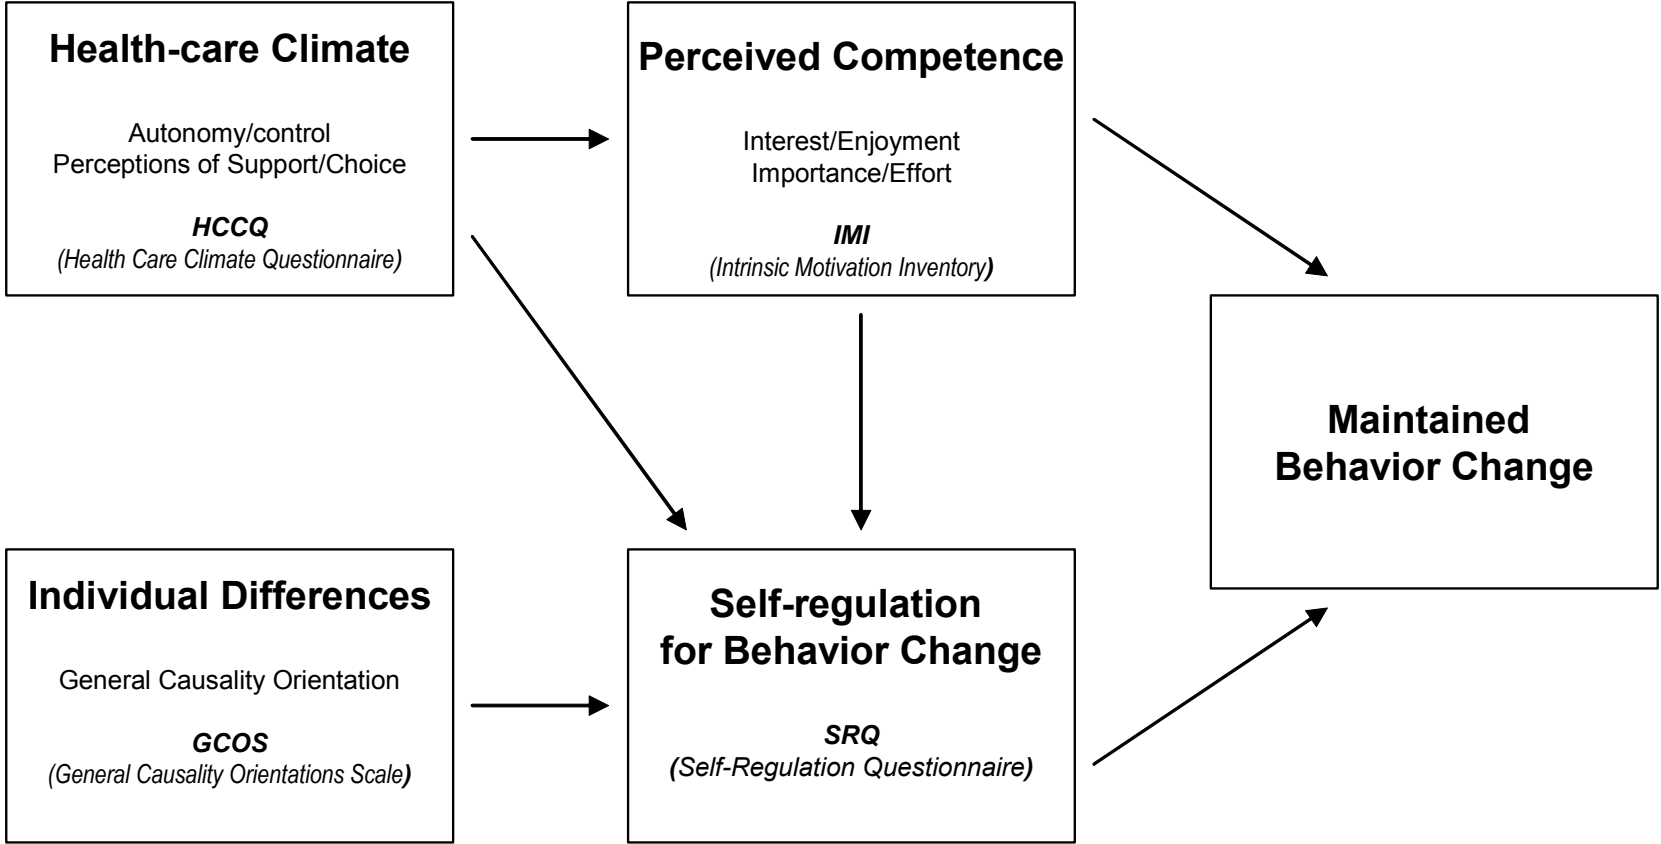 Health-care Climate
Autonomy/control
Perceptions of Support/Choice
HCCQ
(Health Care Climate Questionnaire)
Perceived Competence
Interest/Enjoyment
Importance/Effort
IMI
(Intrinsic Motivation Inventory)
Maintained
Behavior Change
Individual Differences
General Causality Orientation
GCOS
(General Causality Orientations Scale)
Self-regulation
for Behavior Change
SRQ
(Self-Regulation Questionnaire)